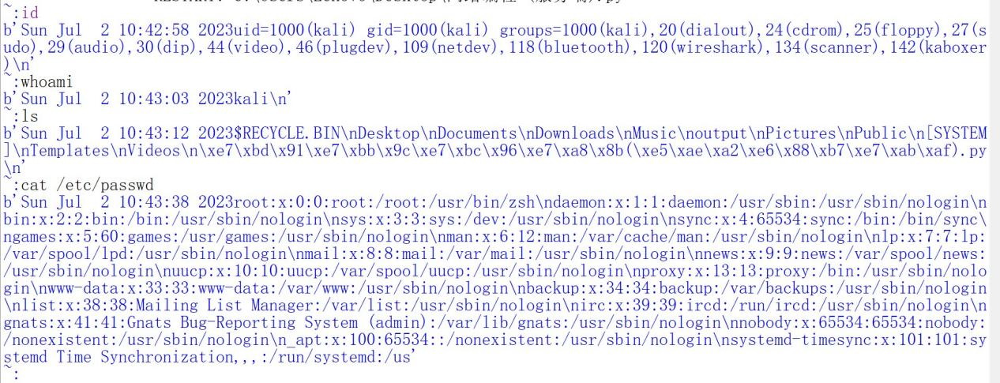 ~:id
b'Sun Jul  2 10:42:58 2023uid=1000(kali) gid=1000(kali) groups=1000(kali),20(dialout),24(cdrom),25(floppy),27(s
udo),29(audio),30(dip),44(video),46(plugdev),109(netdev),118(bluetooth),120(wireshark),134(scanner),142(kaboxer
)\n'
~:whoami
b'Sun Jul  2 10:43:03 2023kali\n'
~:ls
b'Sun Jul  2 10:43:12 2023$RECYCLE.BIN\nDesktop\nDocuments\nDownloads\nMusic\noutput\nPictures\nPublic\n[SYSTEM
]\nTemplates\nVideos\n\xe7\xbd\x91\xe7\xbb\x9c\xe7\xbc\x96\xe7\xa8\x8b(\xe5\xae\xa2\xe6\x88\xb7\xe7\xab\xaf).py
\n'
~:cat /etc/passwd
b'Sun Jul  2 10:43:38 2023root:x:0:0:root:/root:/usr/bin/zsh\ndaemon:x:1:1:daemon:/usr/sbin:/usr/sbin/nologin\n
bin:x:2:2:bin:/bin:/usr/sbin/nologin\nsys:x:3:3:sys:/dev:/usr/sbin/nologin\nsync:x:4:65534:sync:/bin:/bin/sync\
ngames:x:5:60:games:/usr/games:/usr/sbin/nologin\nman:x:6:12:man:/var/cache/man:/usr/sbin/nologin\nlp:x:7:7:lp:
/var/spool/lpd:/usr/sbin/nologin\nmail:x:8:8:mail:/var/mail:/usr/sbin/nologin\nnews:x:9:9:news:/var/spool/news:
/usr/sbin/nologin\nuucp:x:10:10:uucp:/var/spool/uucp:/usr/sbin/nologin\nproxy:x:13:13:proxy:/bin:/usr/sbin/nolo
gin\nwww-data:x:33:33:www-data:/var/www:/usr/sbin/nologin\nbackup:x:34:34:backup:/var/backups:/usr/sbin/nologin
\nlist:x:38:38:Mailing List Manager:/var/list:/usr/sbin/nologin\nirc:x:39:39:ircd:/run/ircd:/usr/sbin/nologin\n
gnats:x:41:41:Gnats Bug-Reporting System (admin):/var/lib/gnats:/usr/sbin/nologin\nnobody:x:65534:65534:nobody:
/nonexistent:/usr/sbin/nologin\n_apt:x:100:65534::/nonexistent:/usr/sbin/nologin\nsystemd-timesync:x:101:101:sy
stemd Time Synchronization,,,:/run/systemd:/us'
~: